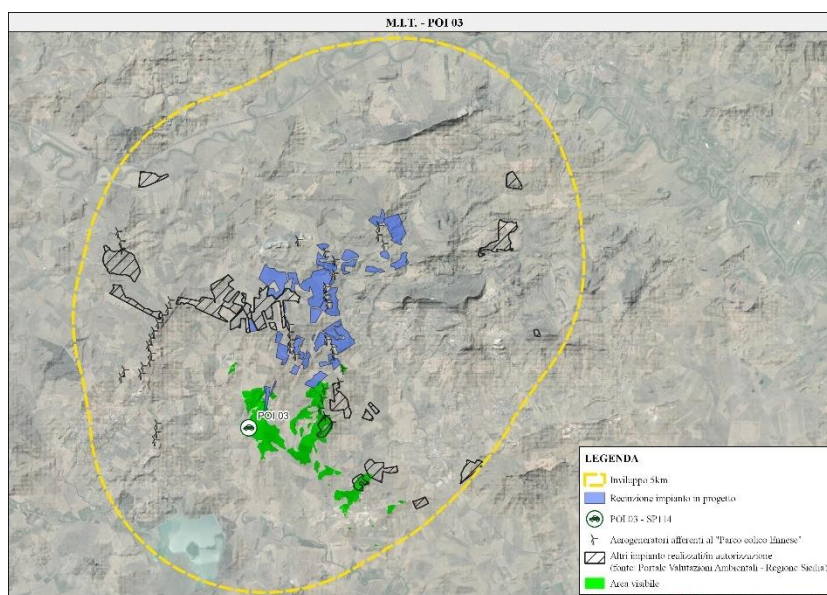 M.I.T. - POI 03
POI 03
LEGENDA
Inviluppo 5km
Recinzione impianto in progetto
POI 03 - SP114
Aerogeneratori afferenti al "Parco eolico Ennese"
Altri impianto realizzati/in autorizzazione
(fonte: Portale Valutazioni Ambientali - Regione Sicilia)
Area visibile